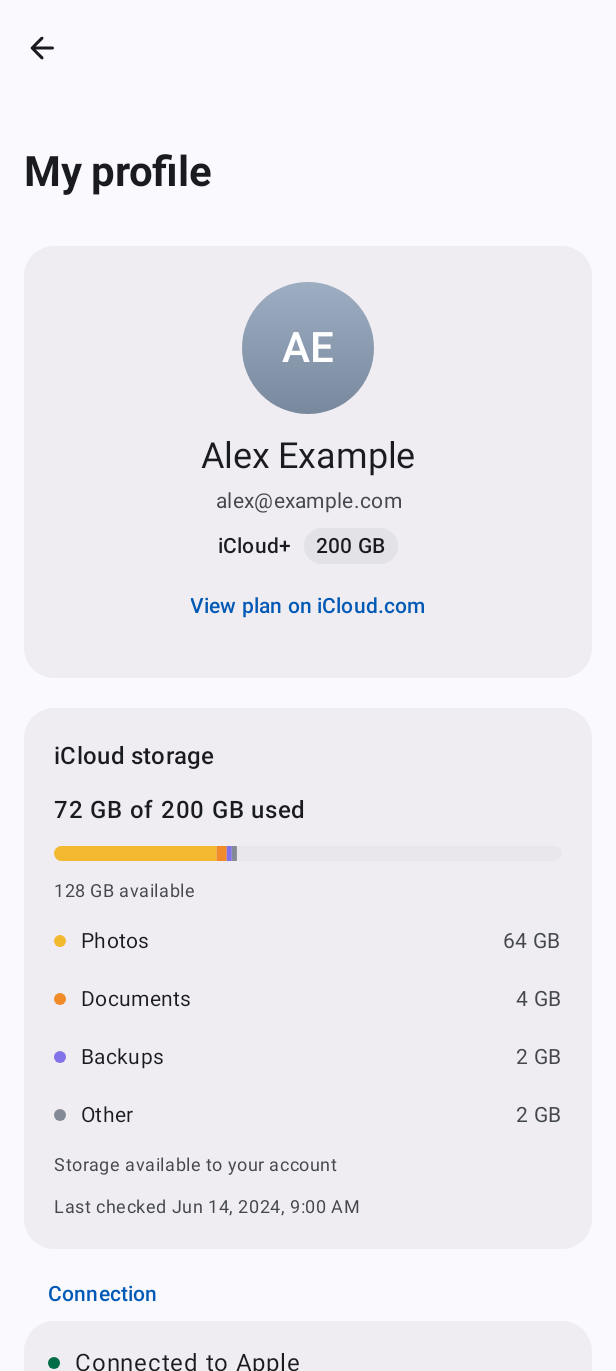 My profile
AE
Alex Example
alex@example.com
iCloud+ 200 GB
View plan on iCloud.com
iCloud storage
72 GB of 200 GB used
128 GB available
Photos 64 GB
Documents 4 GB
Backups 2 GB
Other 2 GB
Storage available to your account
Last checked Jun 14, 2024, 9:00 AM
Connection
Connected to Apple